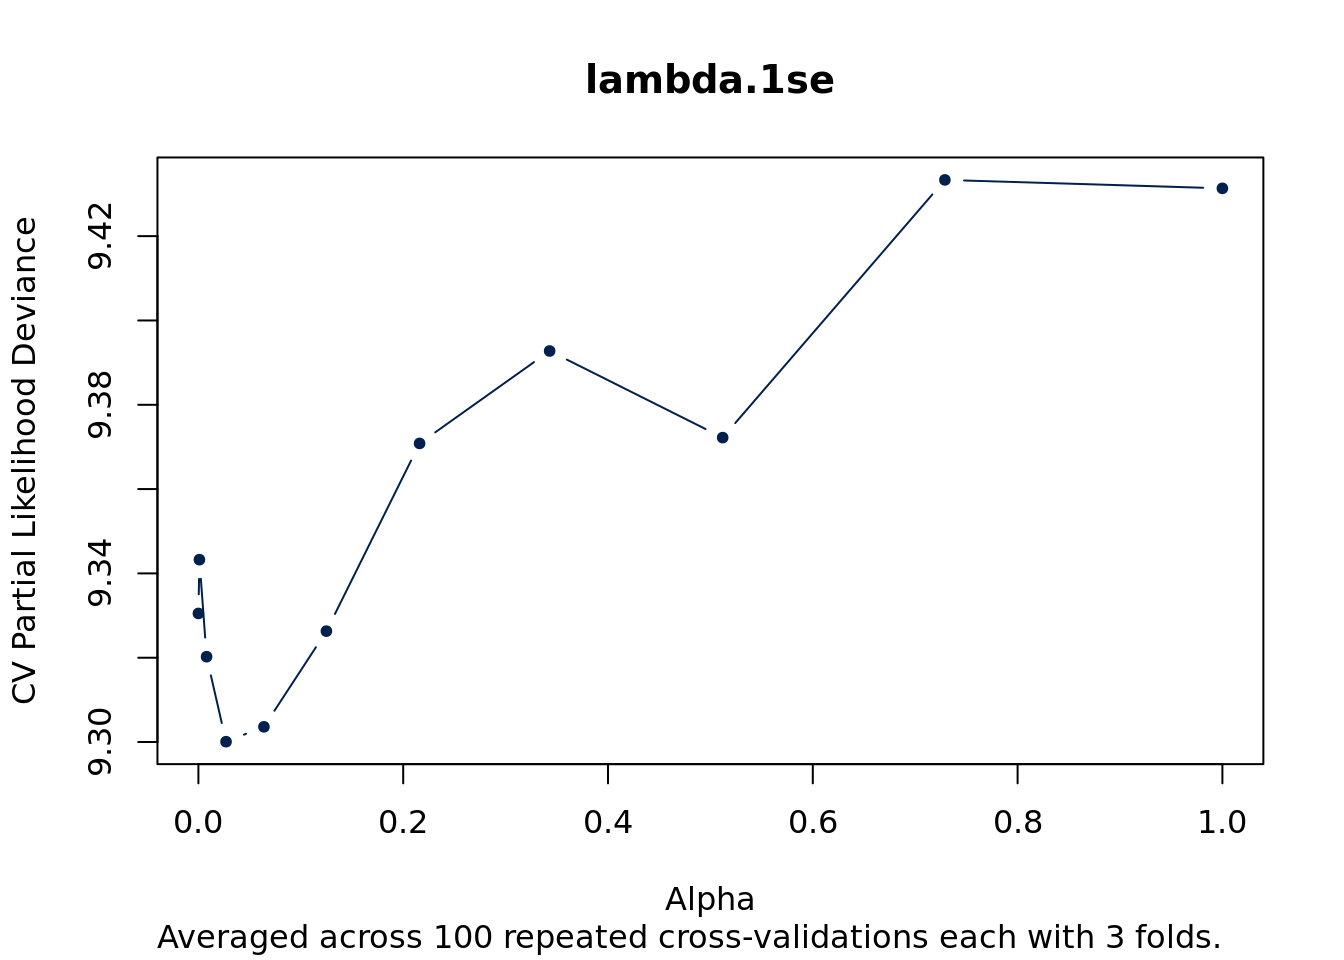 lambda.1se
CV Partial Likelihood Deviance
9.42
9.38
9.34
9.30
0.0 0.2 0.4 0.6 0.8 1.0
Alpha
Averaged across 100 repeated cross-validations each with 3 folds.